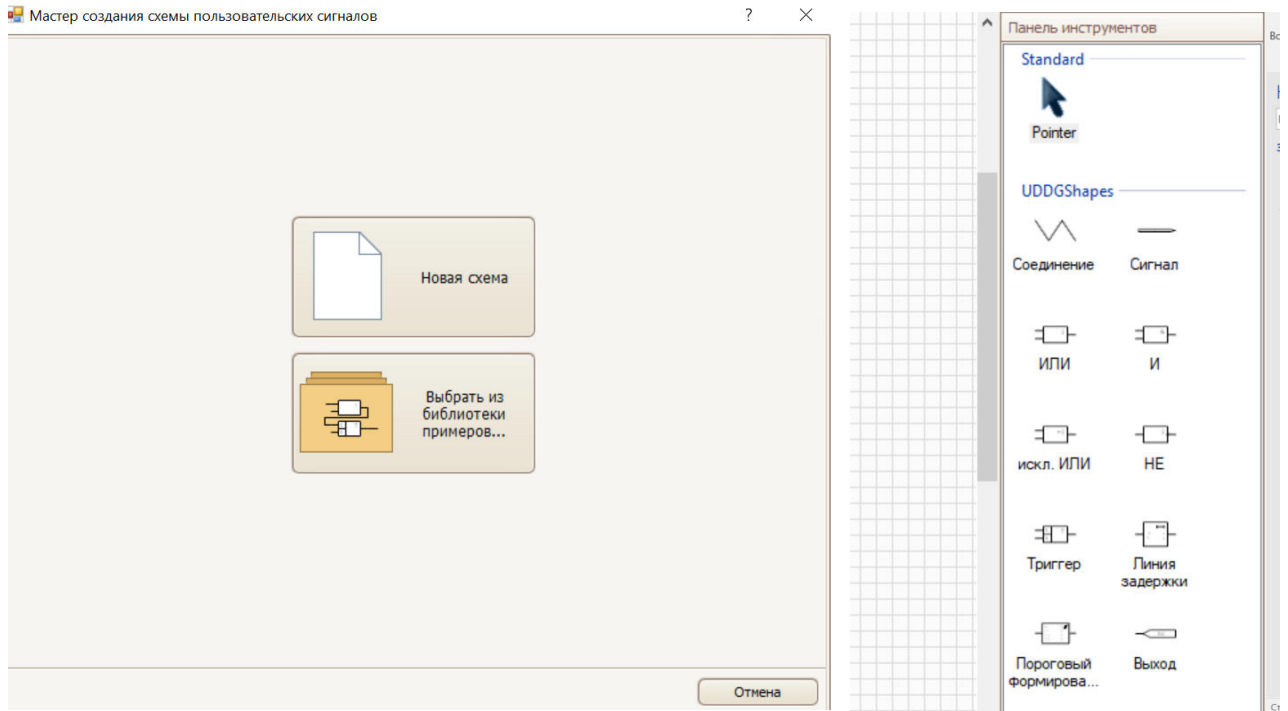 Мастер создания схемы пользовательских сигналов
?
Новая схема
Выбрать из
библиотеки
примеров...
Отмена
Панель инструментов
Standard
Pointer
UDDGShapes
Соединение
Сигнал
ИЛИ
И
искл. ИЛИ
НЕ
Триггер
Линия
задержки
Пороговый
формирова...
Выход